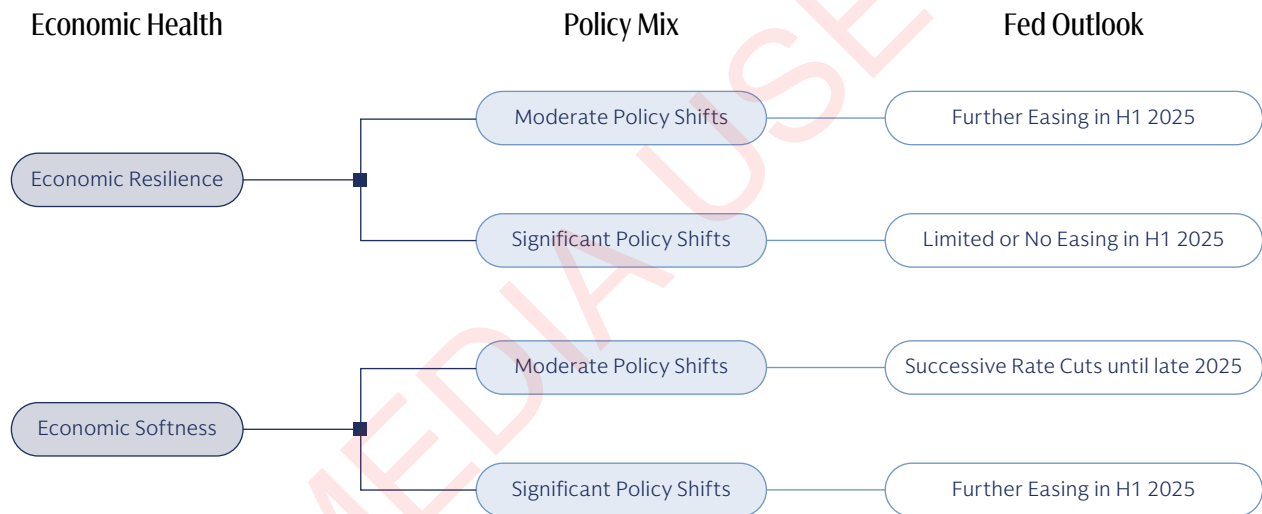 Economic Health Policy Mix Fed Outlook
Moderate Policy Shifts Further Easing in H1 2025
Economic Resilience
Significant Policy Shifts Limited or No Easing in H1 2025
Moderate Policy Shifts Successive Rate Cuts until late 2025
Economic Softness
Significant Policy Shifts Further Easing in H1 2025
MEDIA USE